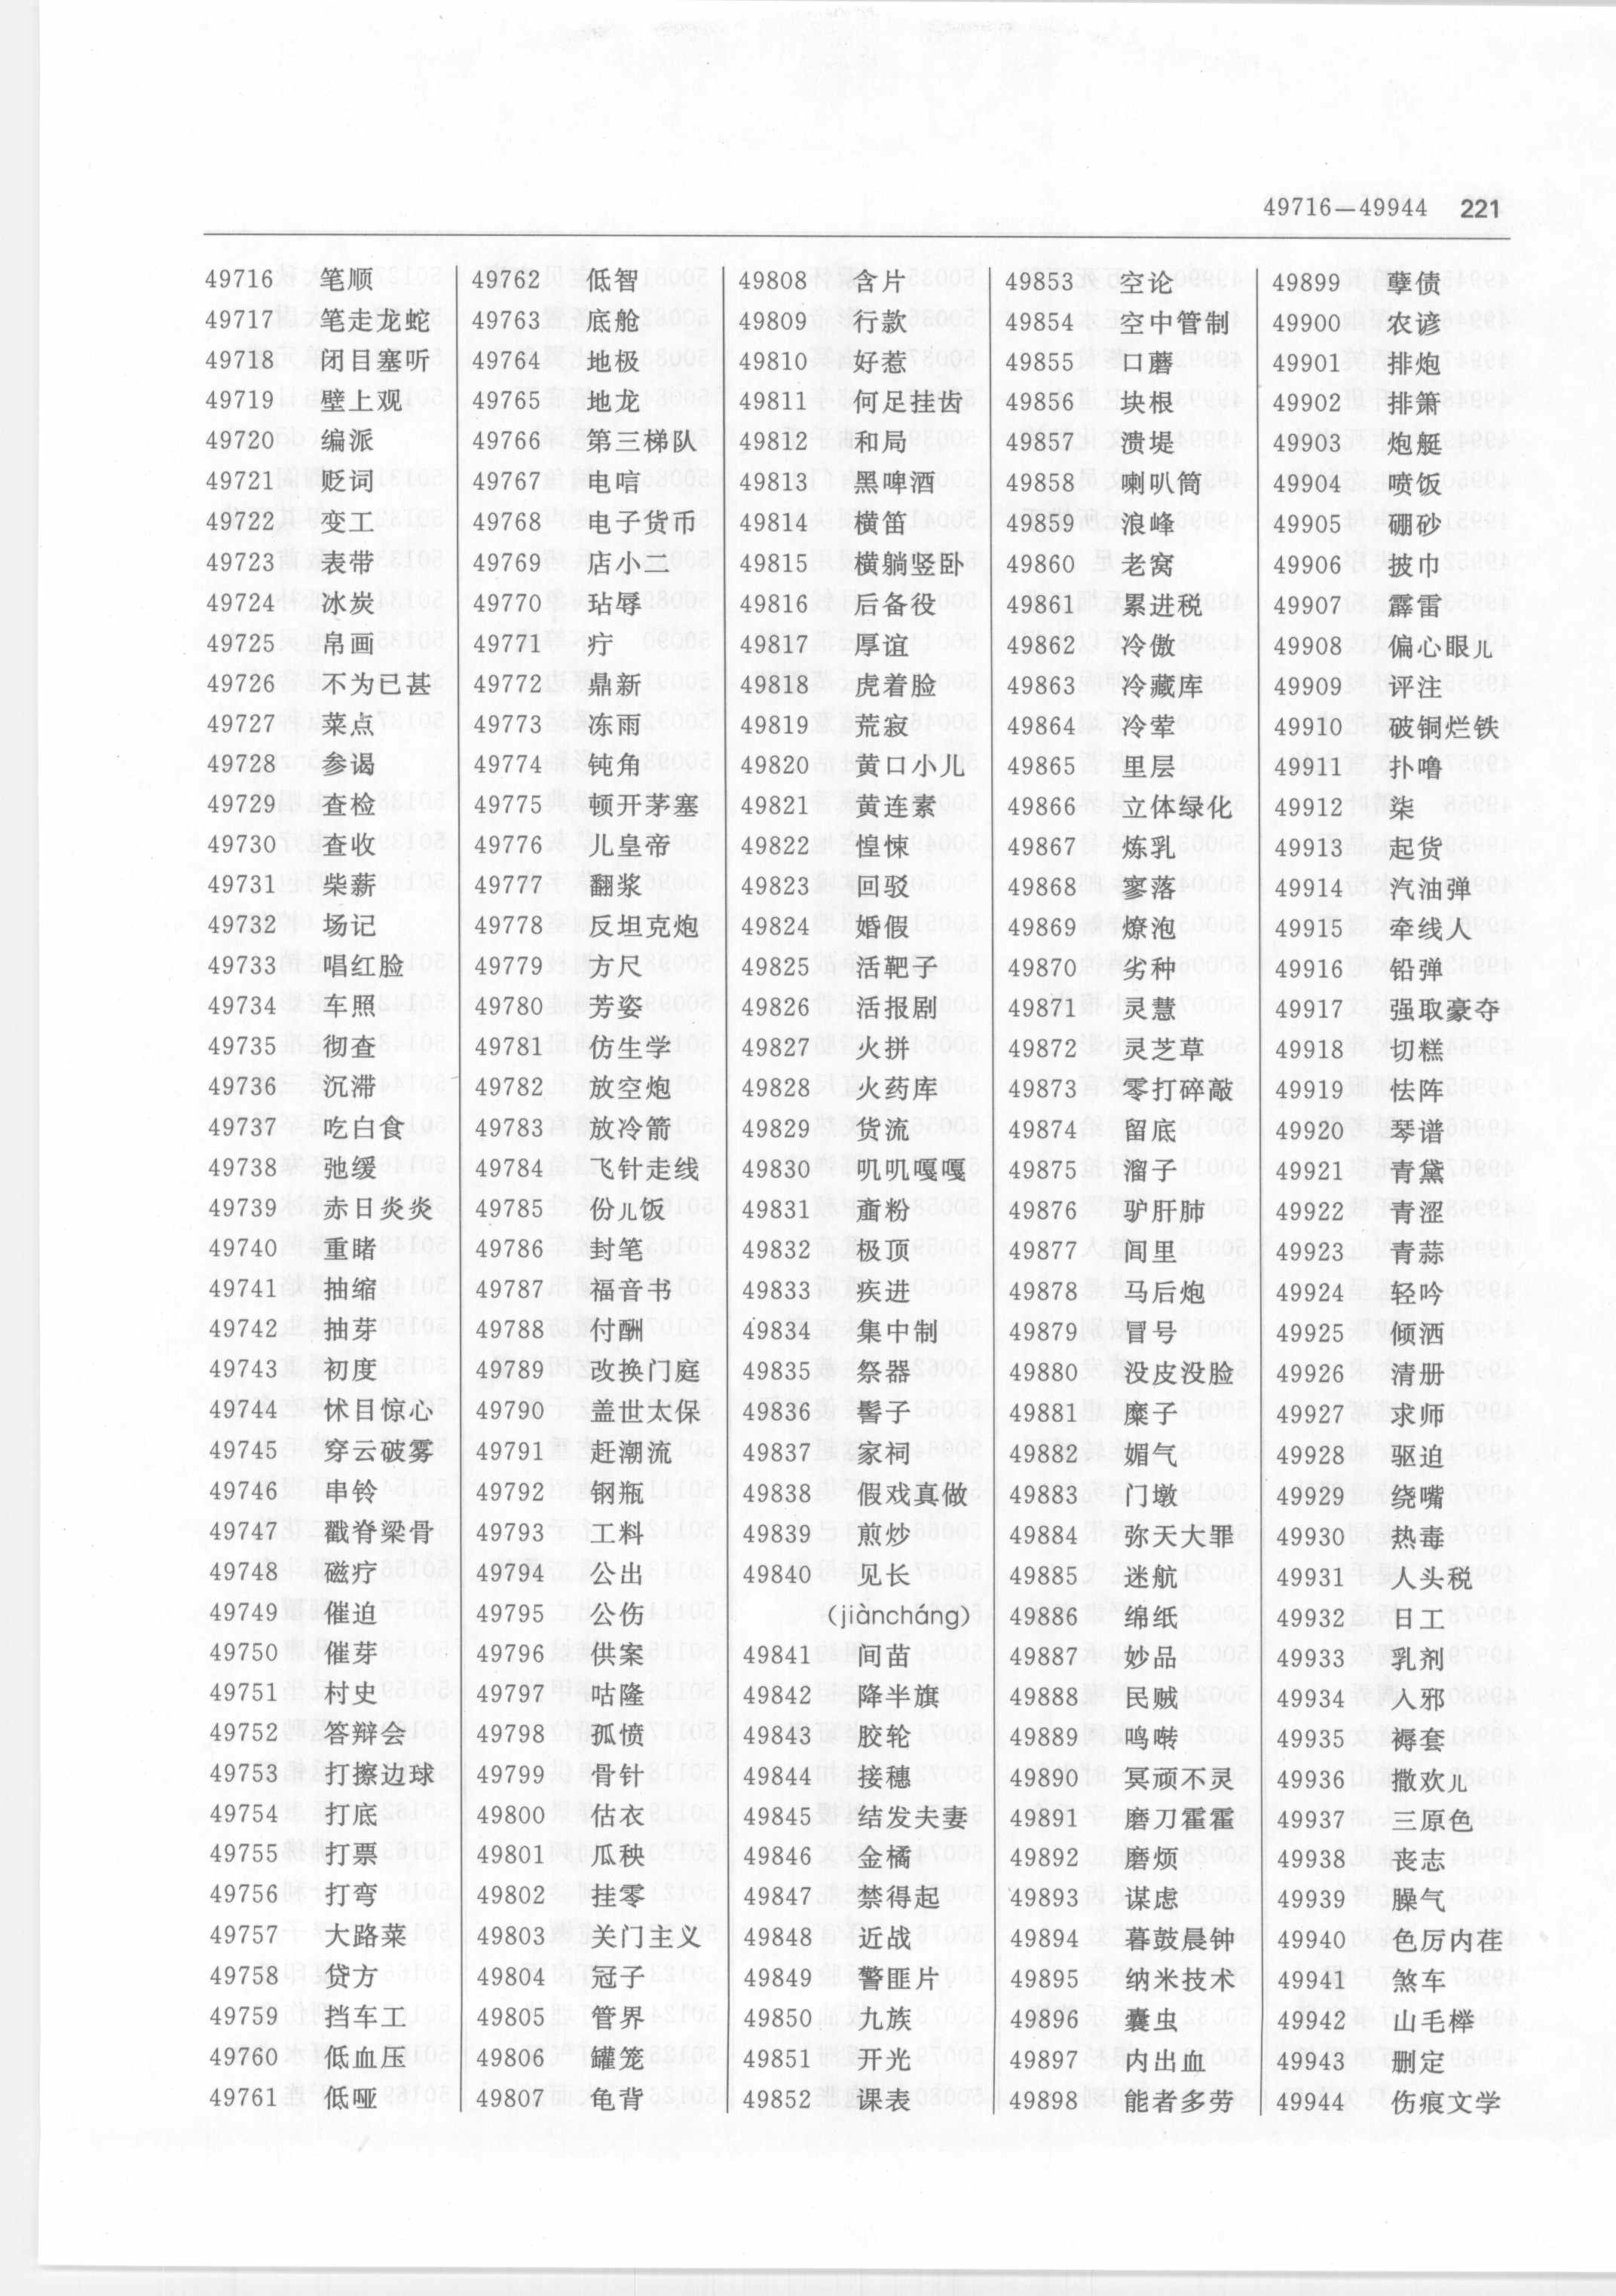 49716—49944 221
49716 笔顺
49717 笔走龙蛇
49718 闭目塞听
49719 壁上观
49720 编派
49721 贬词
49722 变工
49723 表带
49724 冰炭
49725 帛画
49726 不为已甚
49727 菜点
49728 参谒
49729 查检
49730 查收
49731 柴薪
49732 场记
49733 唱红脸
49734 车照
49735 彻查
49736 沉滞
49737 吃白食
49738 弛缓
49739 赤日炎炎
49740 重睹
49741 抽缩
49742 抽芽
49743 初度
49744 怵目惊心
49745 穿云破雾
49746 串铃
49747 戳脊梁骨
49748 磁疗
49749 催迫
49750 催芽
49751 村史
49752 答辩会
49753 打擦边球
49754 打底
49755 打票
49756 打弯
49757 大路菜
49758 贷方
49759 挡车工
49760 低血压
49761 低哑
49762 低智
49763 底舱
49764 地极
49765 地龙
49766 第三梯队
49767 电唁
49768 电子货币
49769 店小二
49770 玷辱
49771 疔
49772 鼎新
49773 冻雨
49774 钝角
49775 顿开茅塞
49776 儿皇帝
49777 翻浆
49778 反坦克炮
49779 方尺
49780 芳姿
49781 仿生学
49782 放空炮
49783 放冷箭
49784 飞针走线
49785 份儿饭
49786 封笔
49787 福音书
49788 付酬
49789 改换门庭
49790 盖世太保
49791 赶潮流
49792 钢瓶
49793 工料
49794 公出
49795 公伤
49796 供案
49797 咕隆
49798 孤愤
49799 骨针
49800 估衣
49801 瓜秧
49802 挂零
49803 关门主义
49804 冠子
49805 管界
49806 罐笼
49807 龟背
49808 含片
49809 行款
49810 好惹
49811 何足挂齿
49812 和局
49813 黑啤酒
49814 横笛
49815 横躺竖卧
49816 后备役
49817 厚谊
49818 虎着脸
49819 荒寂
49820 黄口小儿
49821 黄连素
49822 惶悚
49823 回驳
49824 婚假
49825 活靶子
49826 活报剧
49827 火拼
49828 火药库
49829 货流
49830 叽叽嘎嘎
49831 齑粉
49832 极顶
49833 疾进
49834 集中制
49835 祭器
49836 髻子
49837 家祠
49838 假戏真做
49839 煎炒
49840 见长
(jiàncháng)
49841 间苗
49842 降半旗
49843 胶轮
49844 接穗
49845 结发夫妻
49846 金橘
49847 禁得起
49848 近战
49849 警匪片
49850 九族
49851 开光
49852 课表
49853 空论
49854 空中管制
49855 口蘑
49856 块根
49857 溃堤
49858 喇叭筒
49859 浪峰
49860 老窝
49861 累进税
49862 冷傲
49863 冷藏库
49864 冷荤
49865 里层
49866 立体绿化
49867 炼乳
49868 寥落
49869 燎泡
49870 劣种
49871 灵慧
49872 灵芝草
49873 零打碎敲
49874 留底
49875 溜子
49876 驴肝肺
49877 闾里
49878 马后炮
49879 冒号
49880 没皮没脸
49881 糜子
49882 媚气
49883 门墩
49884 弥天大罪
49885 迷航
49886 绵纸
49887 妙品
49888 民贼
49889 鸣啭
49890 冥顽不灵
49891 磨刀霍霍
49892 磨烦
49893 谋虑
49894 暮鼓晨钟
49895 纳米技术
49896 囊虫
49897 内出血
49898 能者多劳
49899 孽债
49900 农谚
49901 排炮
49902 排箫
49903 炮艇
49904 喷饭
49905 硼砂
49906 披巾
49907 霹雷
49908 偏心眼儿
49909 评注
49910 破铜烂铁
49911 扑噜
49912 柒
49913 起货
49914 汽油弹
49915 牵线人
49916 铅弹
49917 强取豪夺
49918 切糕
49919 怯阵
49920 琴谱
49921 青黛
49922 青涩
49923 青蒜
49924 轻吟
49925 倾洒
49926 清册
49927 求师
49928 驱迫
49929 绕嘴
49930 热毒
49931 人头税
49932 日工
49933 乳剂
49934 入邪
49935 褥套
49936 撒欢儿
49937 三原色
49938 丧志
49939 臊气
49940 色厉内荏
49941 煞车
49942 山毛榉
49943 删定
49944 伤痕文学